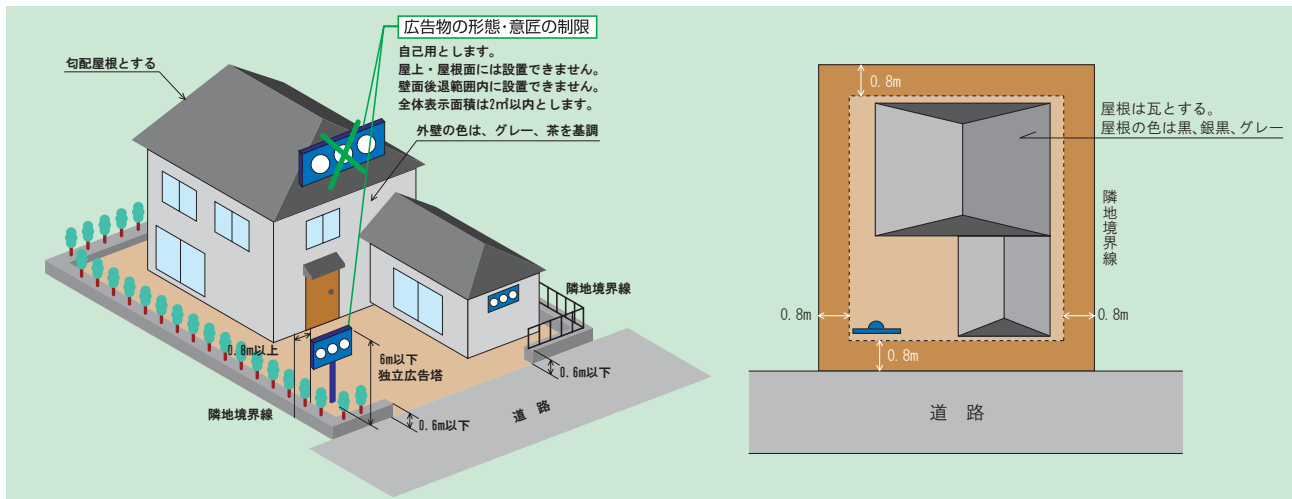 広告物の形態・意匠の制限
自己用とします。
屋上・屋根面には設置できません。
壁面後退範囲内に設置できません。
全体表示面積は2㎡以内とします。
勾配屋根とする
外壁の色は、グレー、茶を基調
隣地境界線
0.8m以上
6m以下
独立広告塔
0.6m以下
隣地境界線
0.6m以下
道 路
0.8m
屋根は瓦とする。
屋根の色は黒、銀黒、グレー
隣地境界線
0.8m
0.8m
0.8m
道 路